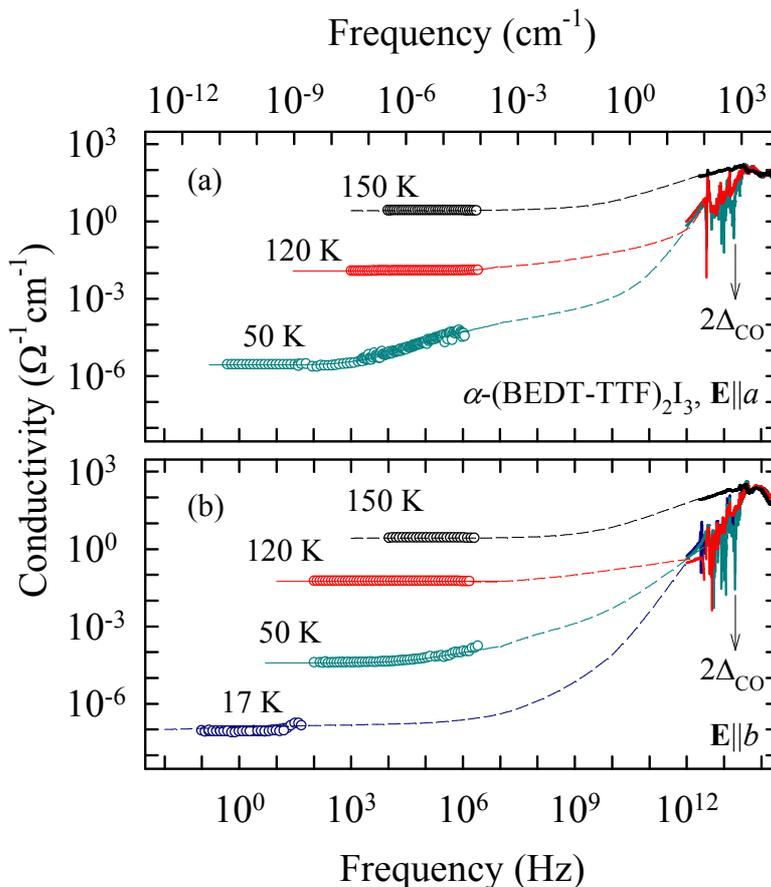 Frequency (cm⁻¹)
10⁻¹² 10⁻⁹ 10⁻⁶ 10⁻³ 10⁰ 10³
Conductivity (Ω⁻¹cm⁻¹)
10³
(a)
150 K
10⁰
120 K
10⁻³
50 K
2Δ_CO
10⁻⁶
α-(BEDT-TTF)₂I₃, E||a
10³
(b)
150 K
10⁰
120 K
10⁻³
50 K
2Δ_CO
10⁻⁶
17 K
E||b
10⁰ 10³ 10⁶ 10⁹ 10¹²
Frequency (Hz)